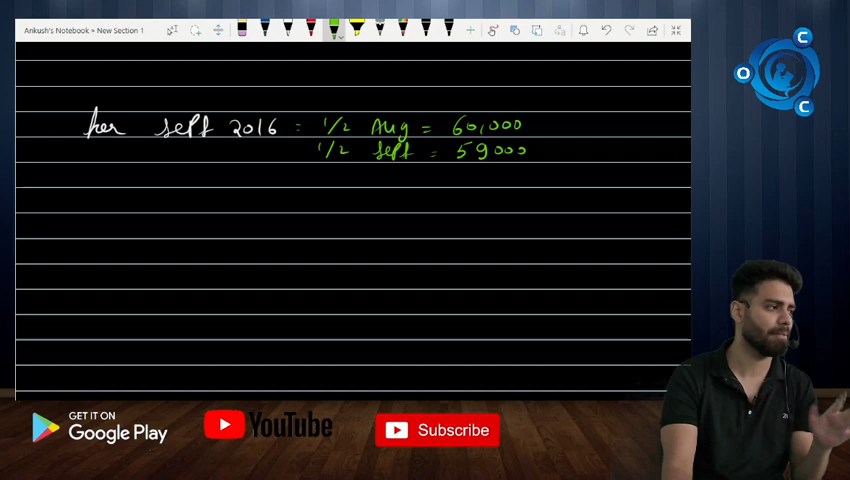 Ankush's Notebook » New Section 1
for Sept 2016 = 1/2 Aug = 60,000
1/2 Sept = 59000
O C C
GET IT ON
Google Play
YouTube
Subscribe